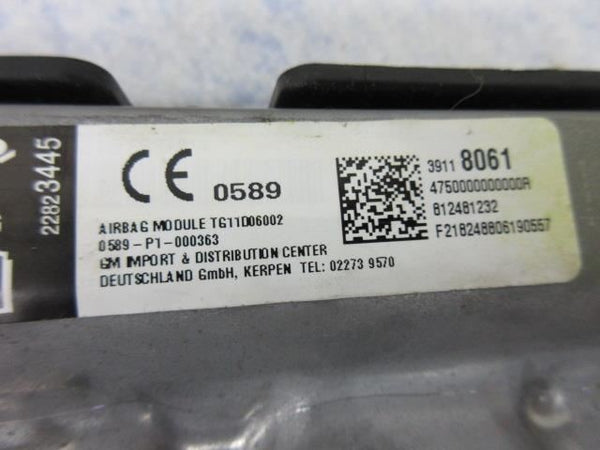 22823445
CE 0589
AIRBAG MODULE TG11D06002
0589-P1-000363
GM IMPORT & DISTRIBUTION CENTER
DEUTSCHLAND GmbH, KERPEN TEL: 02273 9570
3911 8061
4750000000000R
812481232
F218248806190557